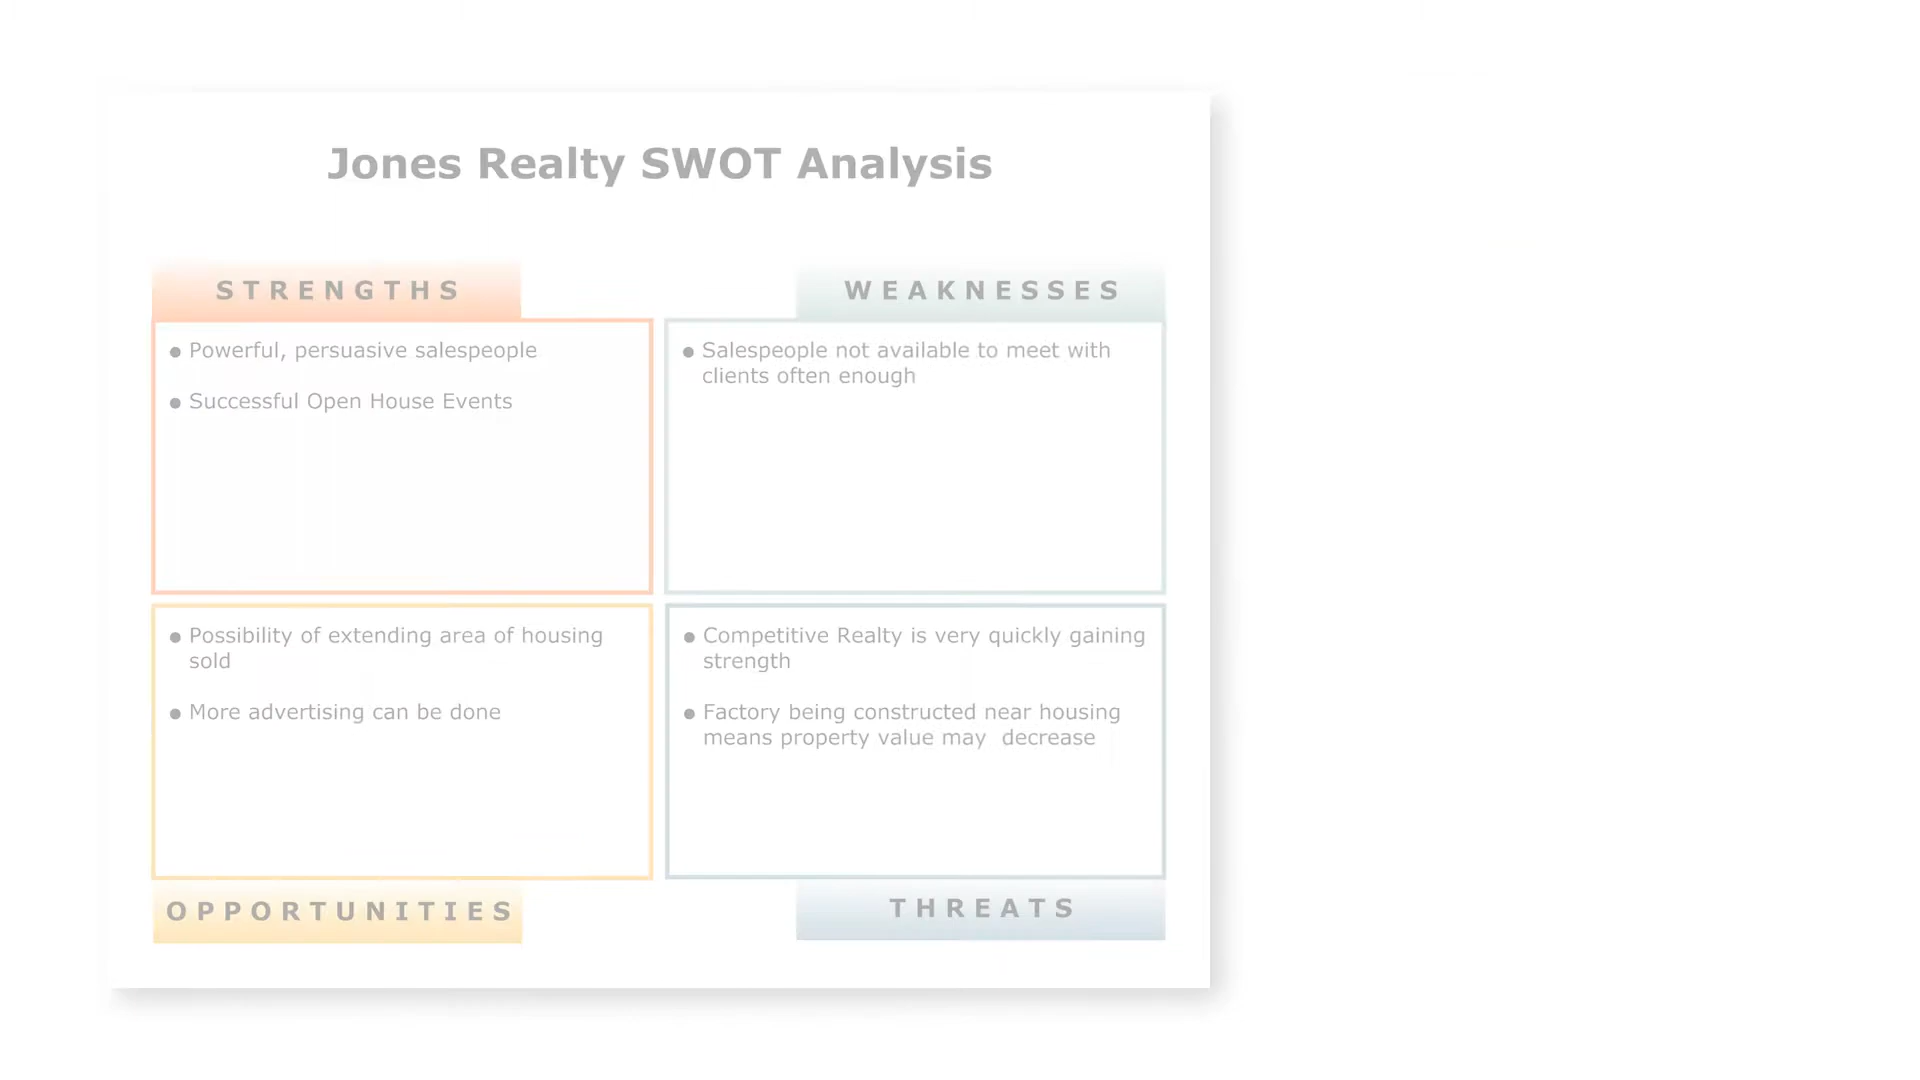 Jones Realty SWOT Analysis
STRENGTHS
● Powerful, persuasive salespeople
● Successful Open House Events
WEAKNESSES
● Salespeople not available to meet with
clients often enough
● Possibility of extending area of housing
sold
● More advertising can be done
OPPORTUNITIES
● Competitive Realty is very quickly gaining
strength
● Factory being constructed near housing
means property value may  decrease
THREATS